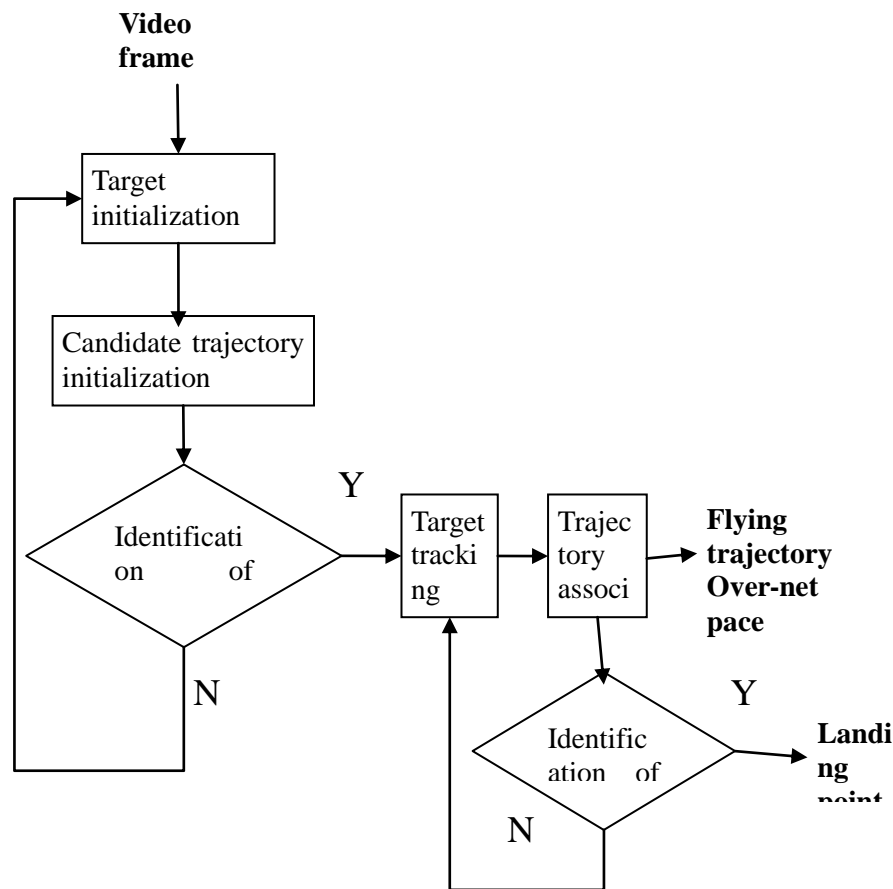 Video
frame
Target
initialization
Candidate trajectory
initialization
Identificati
on of
Y
N
Target
tracki
ng
Trajec
tory
associ
Flying
trajectory
Over-net
pace
Identific
ation of
Y
N
Landi
ng
point